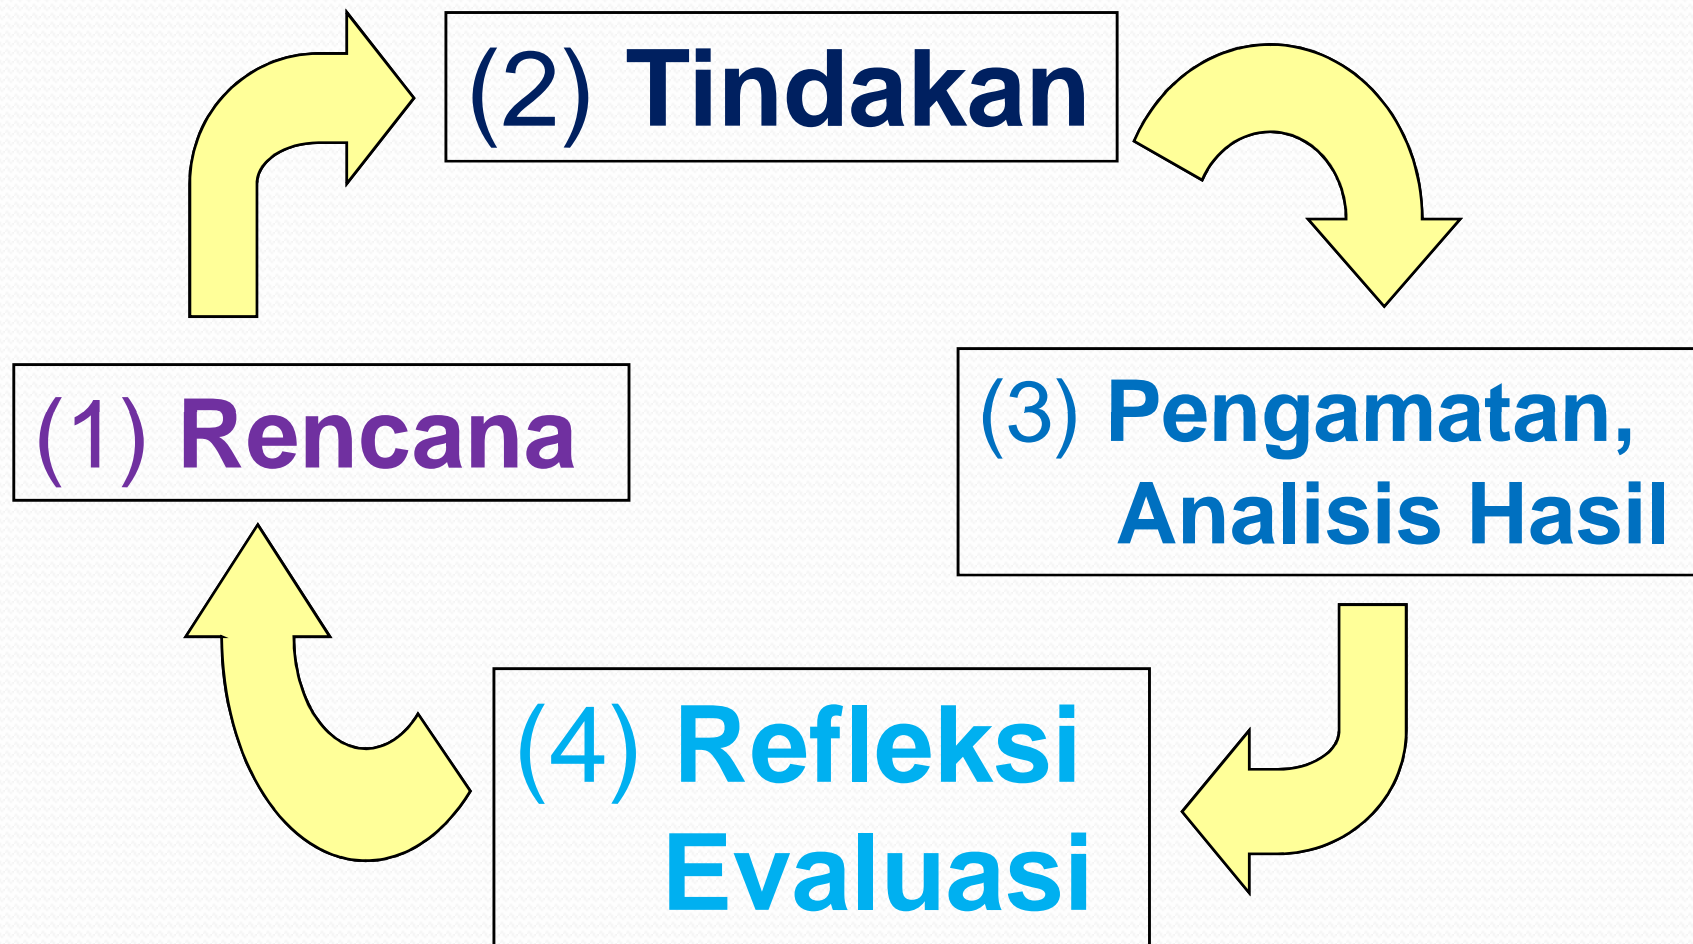 (2) Tindakan
(1) Rencana
(3) Pengamatan,
Analisis Hasil
(4) Refleksi
Evaluasi